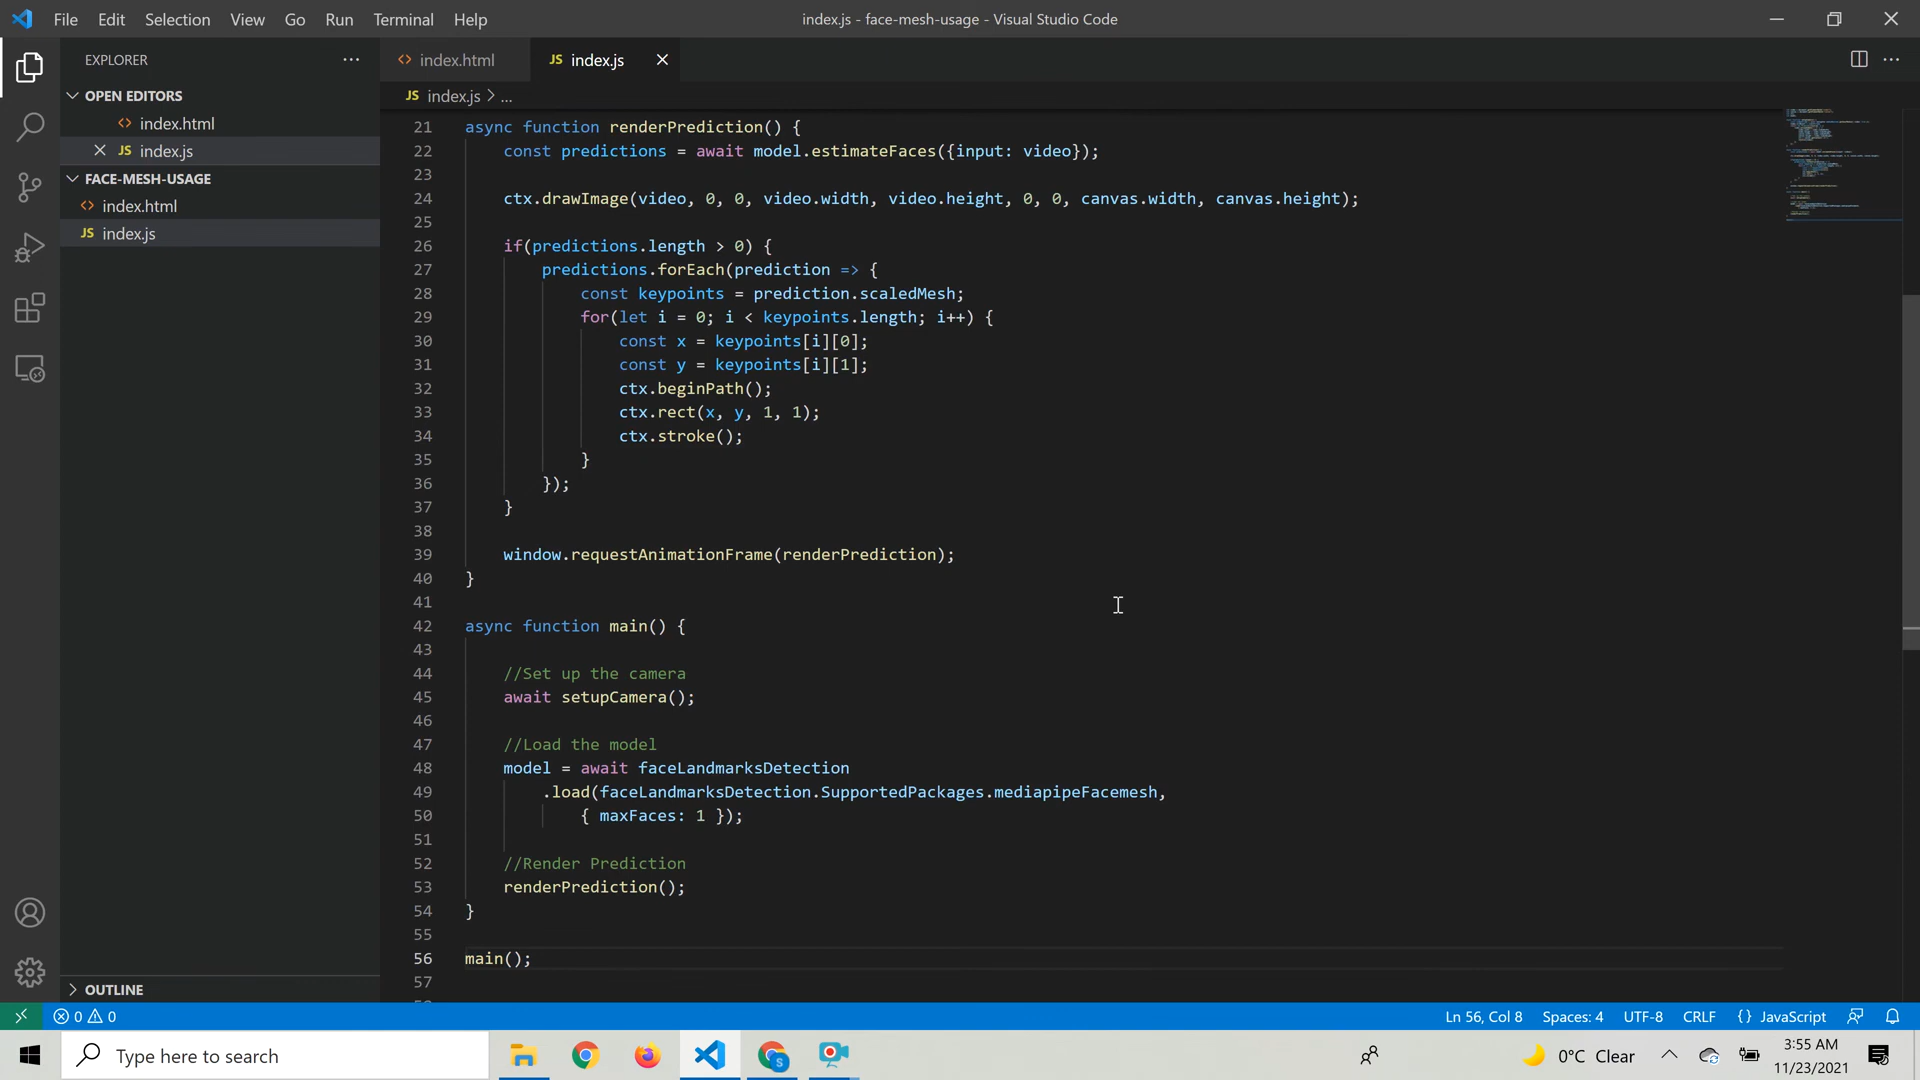 File Edit Selection View Go Run Terminal Help
index.js - face-mesh-usage - Visual Studio Code
EXPLORER
OPEN EDITORS
index.html
JS index.js
FACE-MESH-USAGE
index.html
JS index.js
OUTLINE
index.html
JS index.js
JS index.js > ...
21 async function renderPrediction() {
22 const predictions = await model.estimateFaces({input: video});
23
24 ctx.drawImage(video, 0, 0, video.width, video.height, 0, 0, canvas.width, canvas.height);
25
26 if(predictions.length > 0) {
27 predictions.forEach(prediction => {
28 const keypoints = prediction.scaledMesh;
29 for(let i = 0; i < keypoints.length; i++) {
30 const x = keypoints[i][0];
31 const y = keypoints[i][1];
32 ctx.beginPath();
33 ctx.rect(x, y, 1, 1);
34 ctx.stroke();
35 }
36 });
37 }
38
39 window.requestAnimationFrame(renderPrediction);
40 }
41
42 async function main() {
43
44 //Set up the camera
45 await setupCamera();
46
47 //Load the model
48 model = await faceLandmarksDetection
49 .load(faceLandmarksDetection.SupportedPackages.mediapipeFacemesh,
50 { maxFaces: 1 });
51
52 //Render Prediction
53 renderPrediction();
54 }
55
56 main();
57
0 0
Ln 56, Col 8 Spaces: 4 UTF-8 CRLF {} JavaScript
Type here to search
S
0°C Clear
3:55 AM
11/23/2021